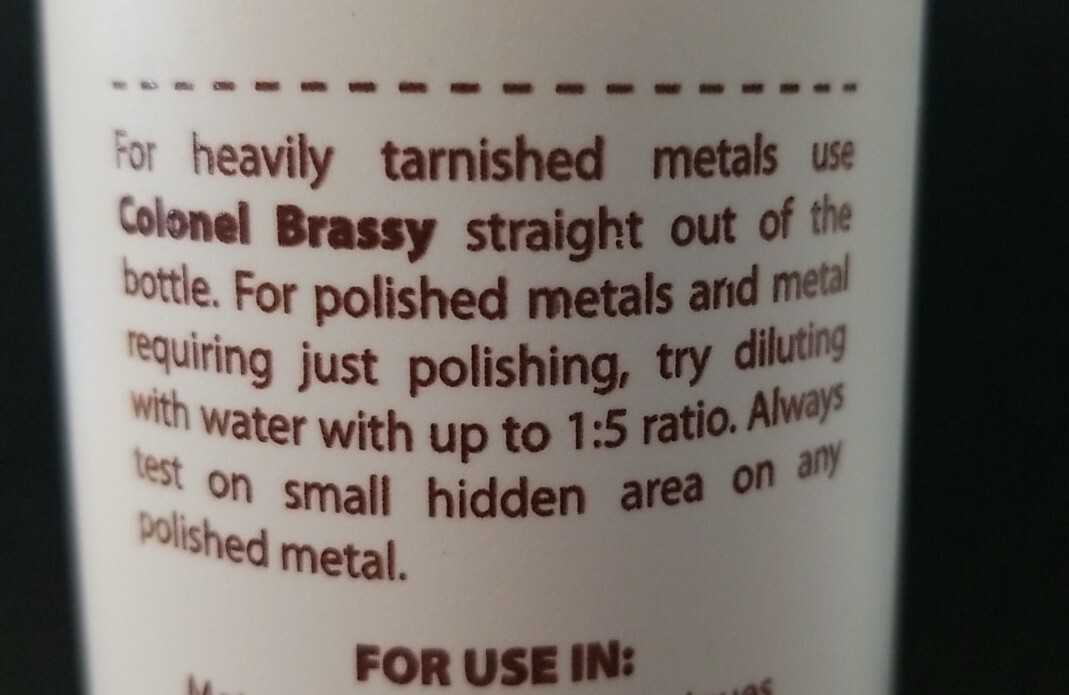 For heavily tarnished metals use
Colonel Brassy straight out of the
bottle. For polished metals and metal
requiring just polishing, try diluting
with water with up to 1:5 ratio. Always
test on small hidden area on any
polished metal.
FOR USE IN: